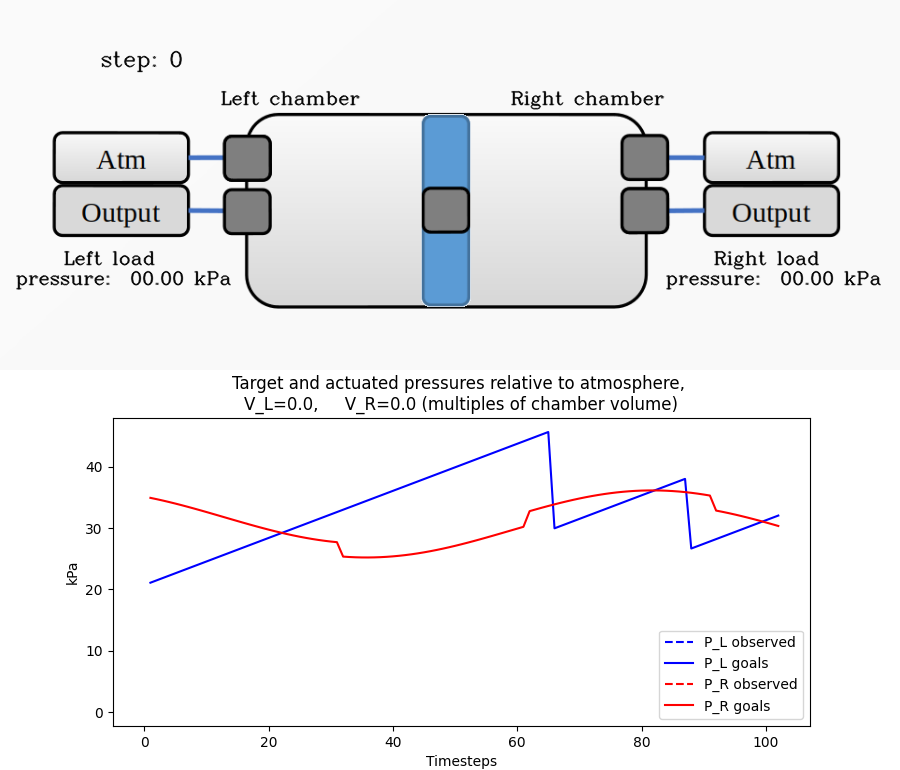 step: 0
Left chamber
Right chamber
Atm
Atm
Output
Output
Left load
pressure: 00.00 kPa
Right load
pressure: 00.00 kPa
Target and actuated pressures relative to atmosphere,
V_L=0.0, V_R=0.0 (multiples of chamber volume)
kPa
40
30
20
10
0
P_L observed
P_L goals
P_R observed
P_R goals
0 20 40 60 80 100
Timesteps